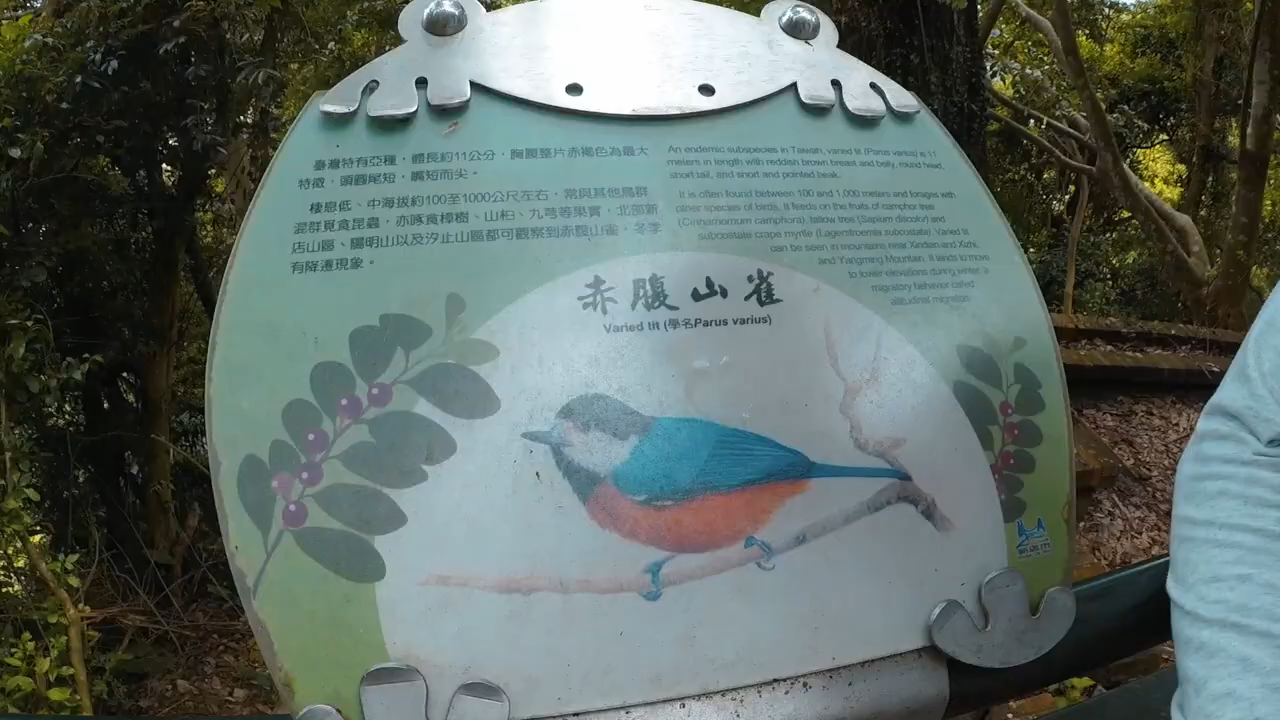 臺灣特有亞種，體長約11公分，胸腹整片赤褐色為最大
特徵，頭圓尾短，嘴短而尖。
棲息低、中海拔約100至1000公尺左右，常與其他鳥群
混群覓食昆蟲，亦啄食樟樹、山桕、九芎等果實，北部新
店山區、陽明山以及汐止山區都可觀察到赤腹山雀，冬季
有降遷現象。
An endemic subspecies in Taiwan, varied tit (Parus varius) is 11
meters in length with reddish brown breast and belly, round head,
short tail, and short and pointed beak.
It is often found between 100 and 1,000 meters and forages with
other species of birds. It feeds on the fruits of camphor tree
(Cinnamomum camphora), tallow tree (Sapium discolor) and
subcostate crape myrtle (Lagerstroemia subcostata). Varied tit
can be seen in mountains near Xindian and Xizhi,
and Yangming Mountain. It tends to move
to lower elevations during winter, a
migratory behavior called
altitudinal migration.
赤腹山雀
Varied tit (學名Parus varius)